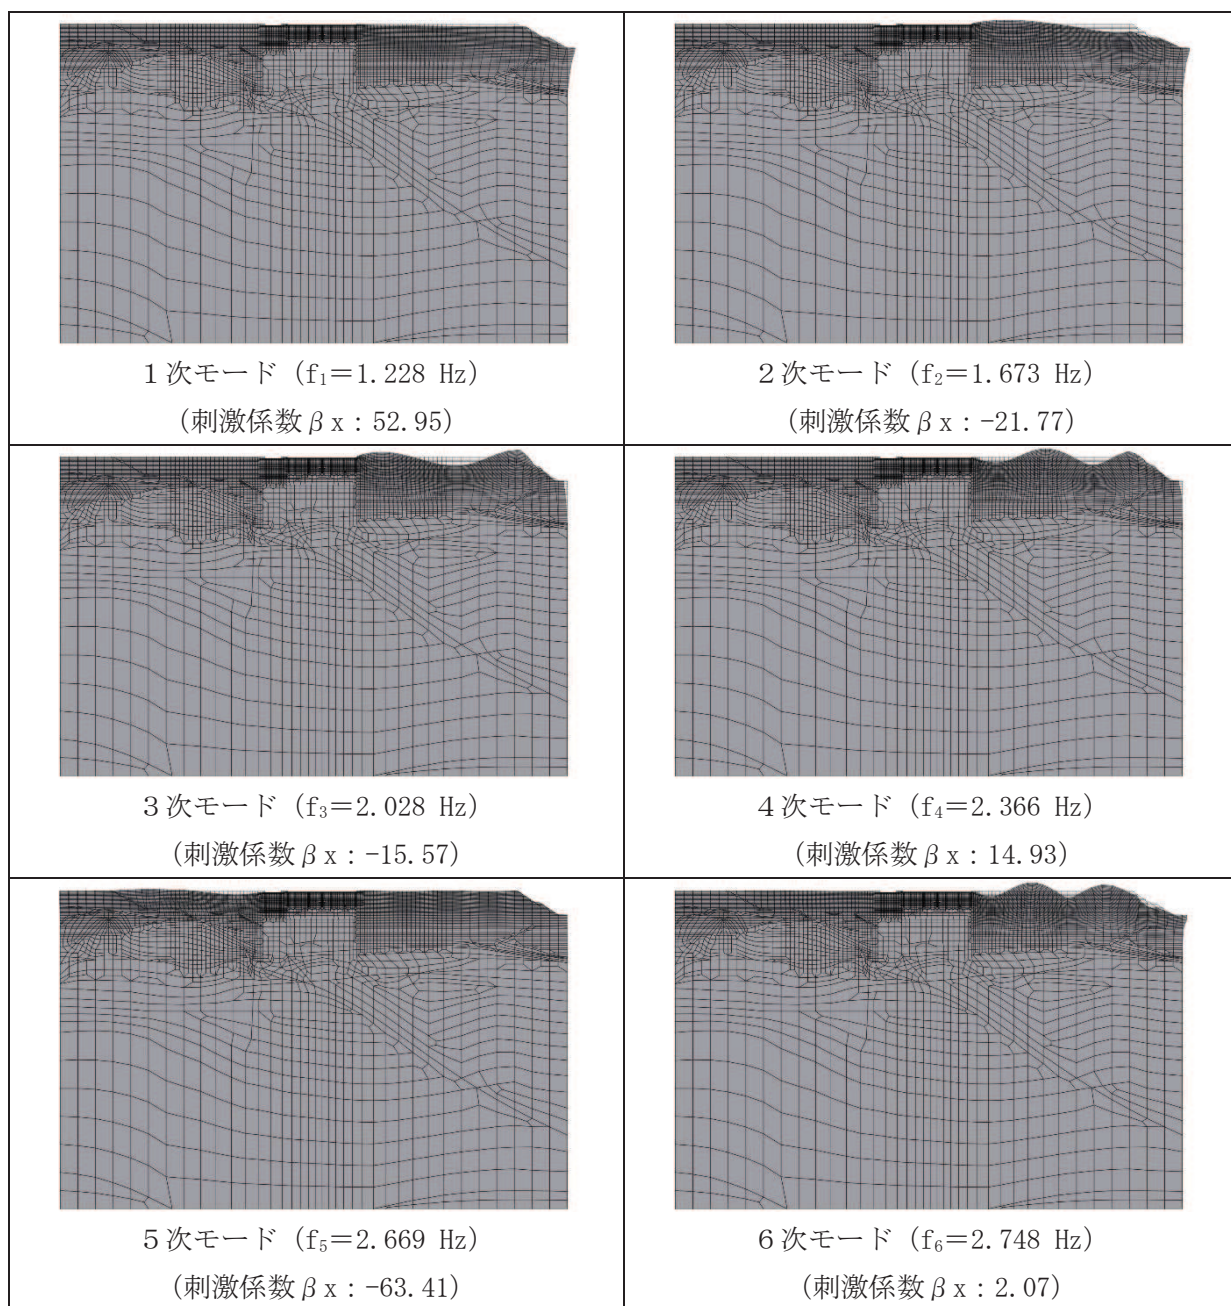 1次モード (f₁=1.228 Hz)
(刺激係数βx:52.95)
2次モード (f₂=1.673 Hz)
(刺激係数βx:-21.77)
3次モード (f₃=2.028 Hz)
(刺激係数βx:-15.57)
4次モード (f₄=2.366 Hz)
(刺激係数βx:14.93)
5次モード (f₅=2.669 Hz)
(刺激係数βx:-63.41)
6次モード (f₆=2.748 Hz)
(刺激係数βx:2.07)